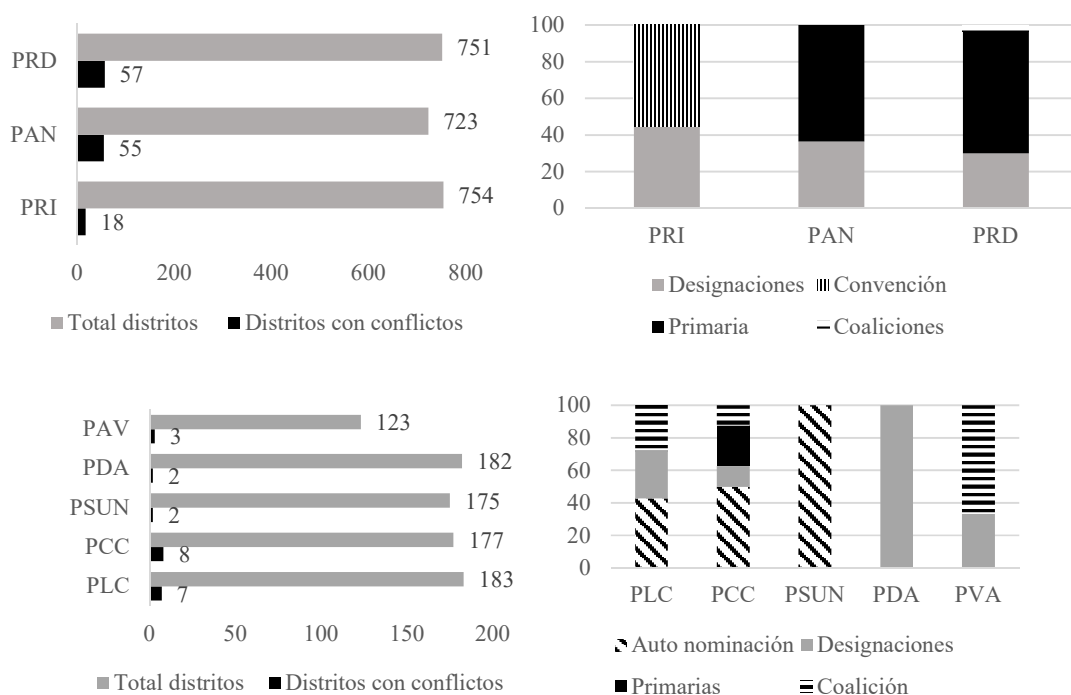 PRD
751
57
PAN
723
55
PRI
754
18
0 200 400 600 800
Total distritos Distritos con conflictos
100
80
60
40
20
0
PRI PAN PRD
Designaciones Convención
Primaria Coaliciones
PAV
123
3
PDA
182
2
PSUN
175
2
PCC
177
8
PLC
183
7
0 50 100 150 200
Total distritos Distritos con conflictos
100
80
60
40
20
0
PLC PCC PSUN PDA PVA
Auto nominación Designaciones
Primarias Coalición